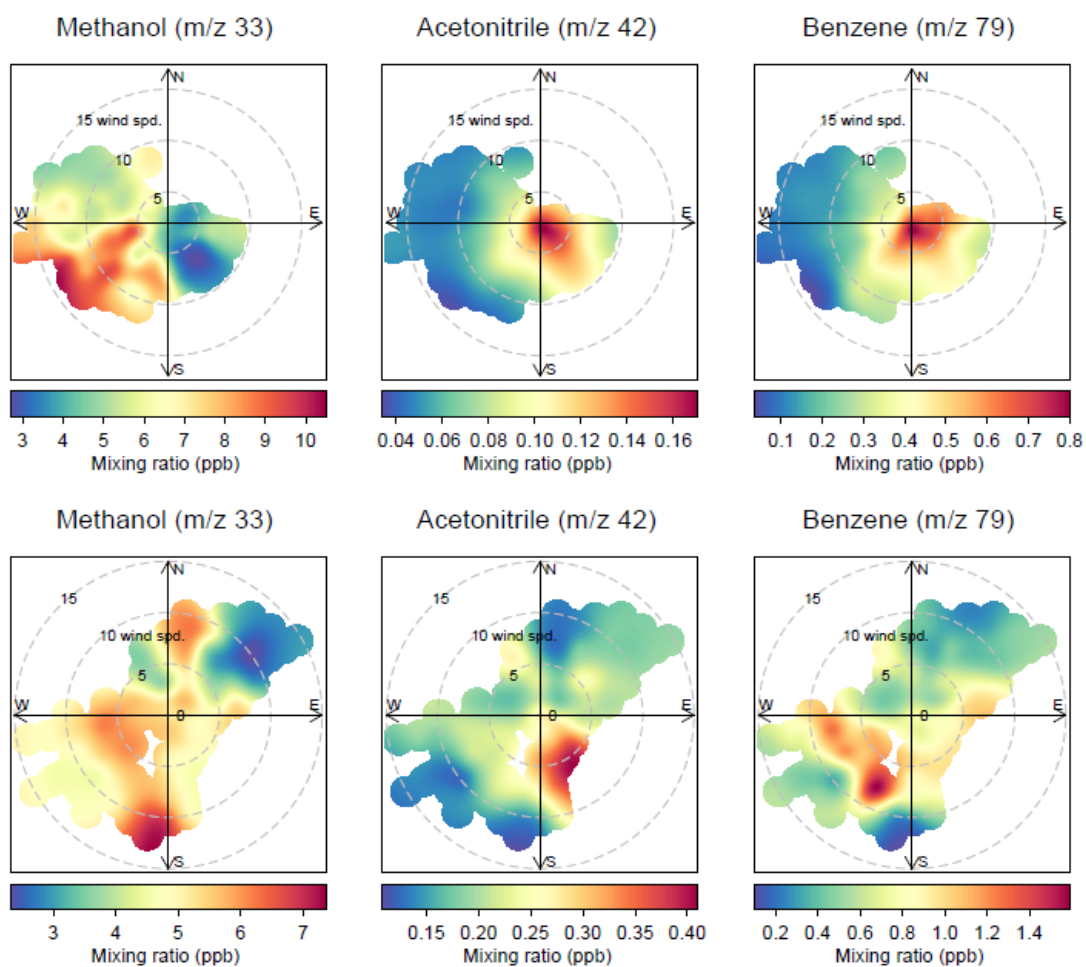 Methanol (m/z 33)
N
15 wind spd.
10
5
W
E
S
3 4 5 6 7 8 9 10
Mixing ratio (ppb)
Acetonitrile (m/z 42)
N
15 wind spd.
10
5
W
E
S
0.04 0.06 0.08 0.10 0.12 0.14 0.16
Mixing ratio (ppb)
Benzene (m/z 79)
N
15 wind spd.
10
5
W
E
S
0.1 0.2 0.3 0.4 0.5 0.6 0.7 0.8
Mixing ratio (ppb)
Methanol (m/z 33)
N
15
10 wind spd.
5
W
0
E
S
3 4 5 6 7
Mixing ratio (ppb)
Acetonitrile (m/z 42)
N
15
10 wind spd.
5
W
0
E
S
0.15 0.20 0.25 0.30 0.35 0.40
Mixing ratio (ppb)
Benzene (m/z 79)
N
15
10 wind spd.
5
W
0
E
S
0.2 0.4 0.6 0.8 1.0 1.2 1.4
Mixing ratio (ppb)